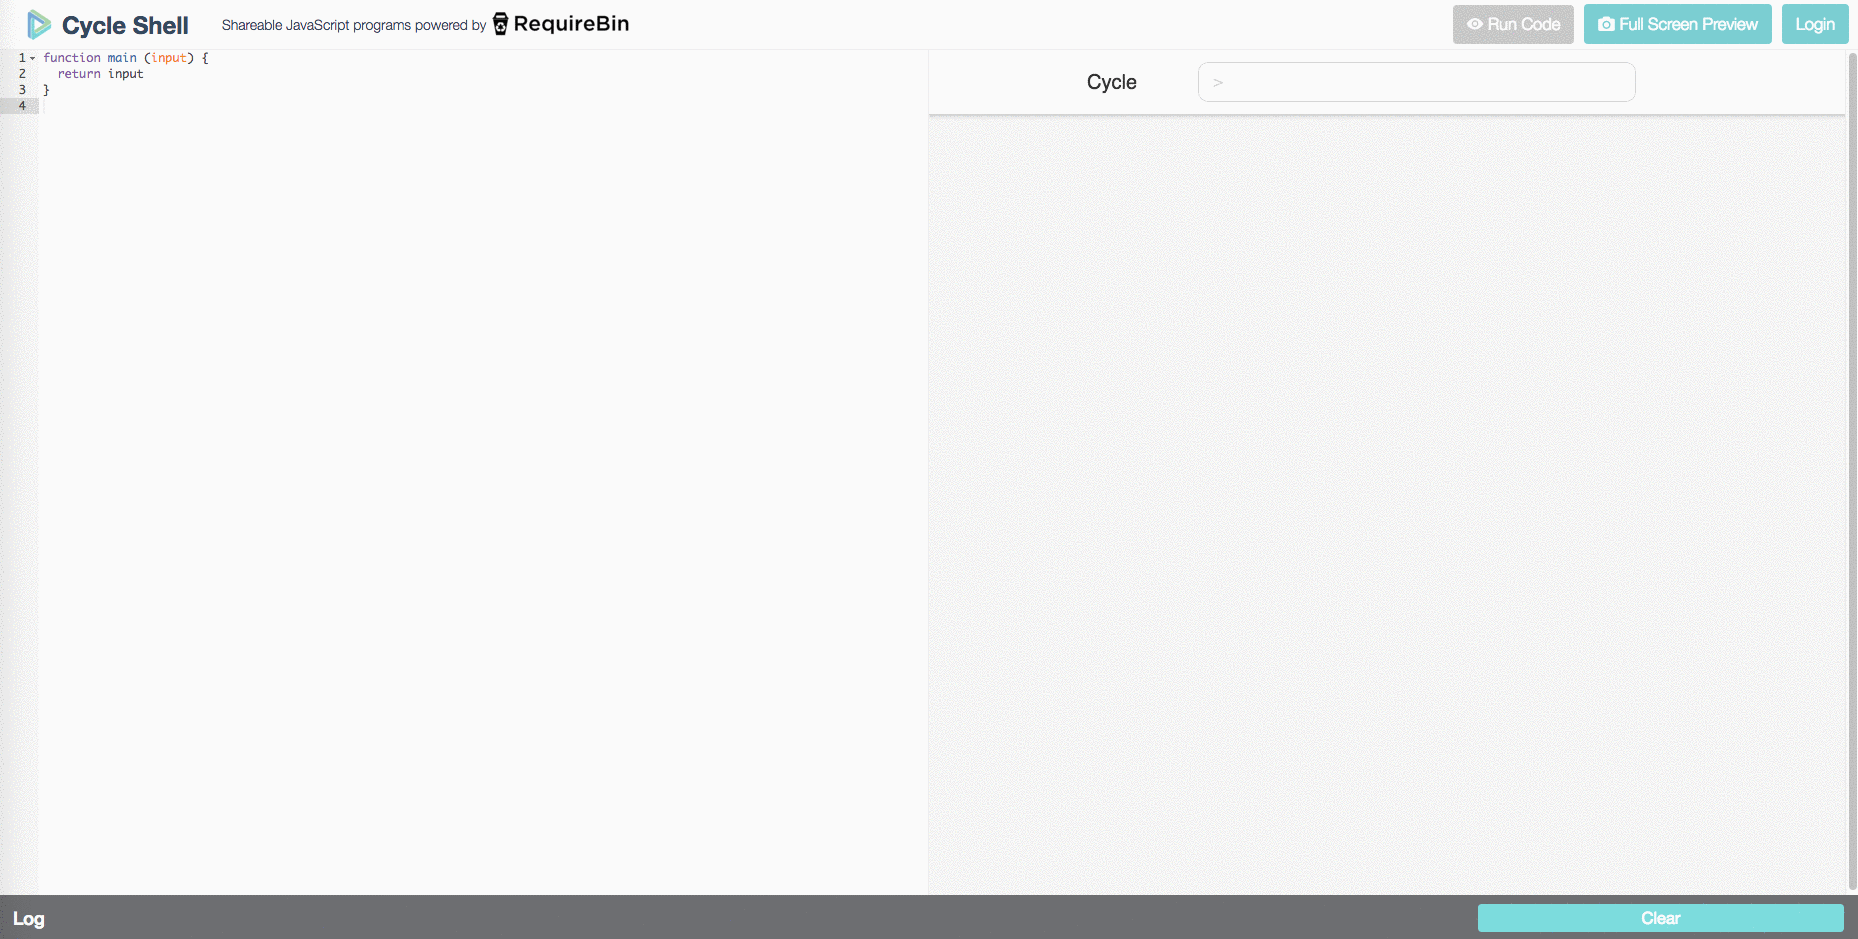 Cycle Shell Shareable JavaScript programs powered by RequireBin Run Code Full Screen Preview Login
1 function main (input) {
2 return input
3 }
4
Cycle >
Log Clear